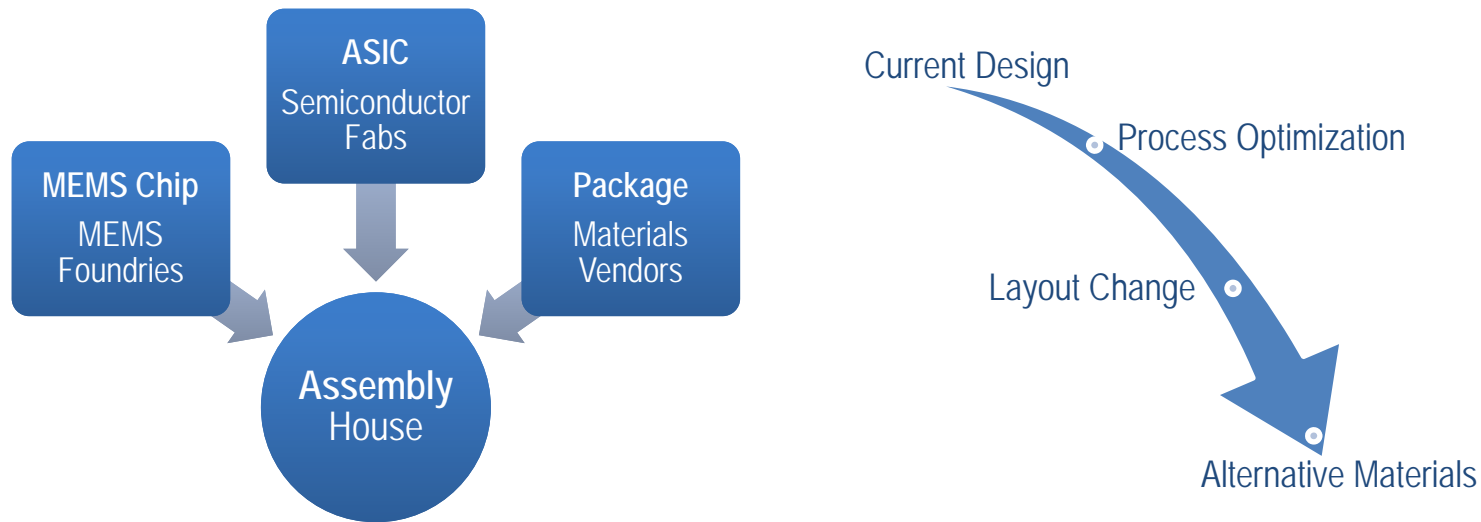 ASIC
Semiconductor
Fabs
MEMS Chip
MEMS
Foundries
Package
Materials
Vendors
Assembly
House
Current Design
Process Optimization
Layout Change
Alternative Materials